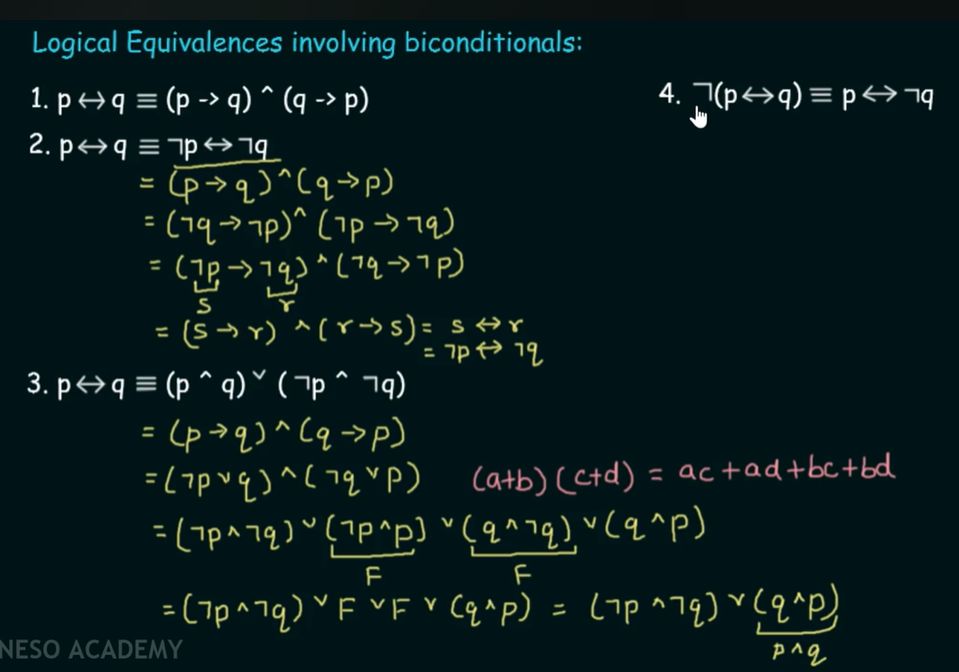 Logical Equivalences involving biconditionals:
1. p↔q ≡ (p -> q) ^ (q -> p)
2. p↔q ≡ ¬p↔¬q
= (p→q)^(q→p)
= (¬q→¬p)^(¬p→¬q)
= (¬p→¬q)^(¬q→¬p)
s r
= (s→r) ^ (r→s) = s ↔ r
= ¬p↔ ¬q
3. p↔q ≡ (p ^ q) ˅ (¬p ^ ¬q)
= (p→q)^(q→p)
= (¬p˅q)^(¬q˅p) (a+b)(c+d) = ac+ad+bc+bd
= (¬p^¬q) ˅ (¬p^p) ˅ (q^¬q) ˅ (q^p)
F F
= (¬p^¬q) ˅ F ˅ F ˅ (q^p) = (¬p^¬q) ˅ (q^p)
p^q
4. ¬(p↔q) ≡ p↔¬q
NESO ACADEMY